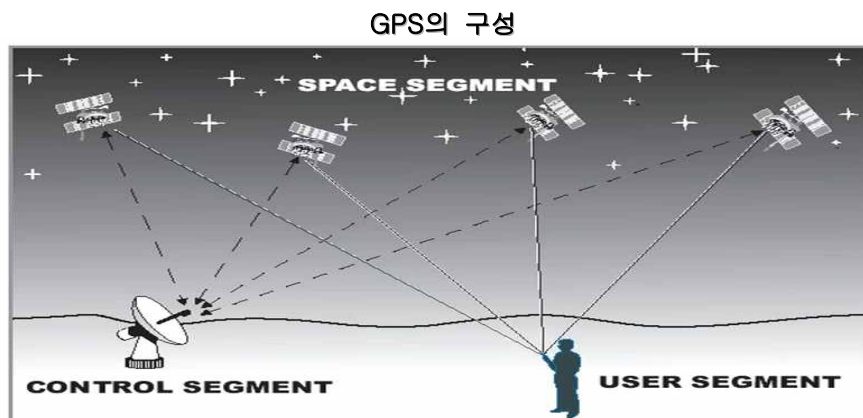 GPS의 구성
SPACE SEGMENT
CONTROL SEGMENT
USER SEGMENT